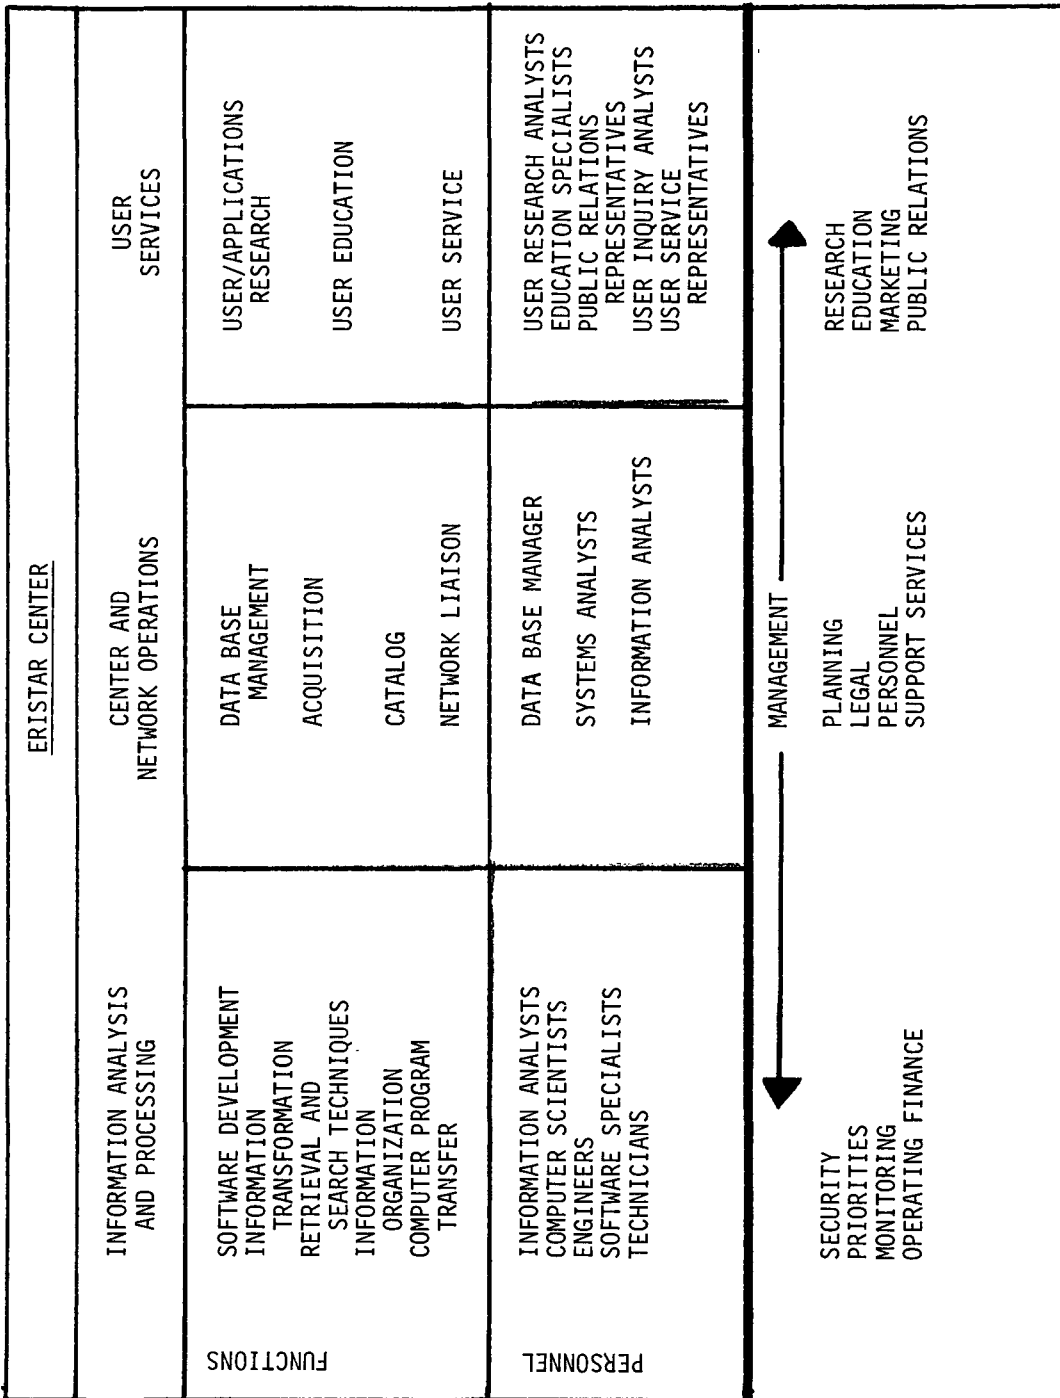 ERISTAR CENTER
INFORMATION ANALYSIS
AND PROCESSING
CENTER AND
NETWORK OPERATIONS
USER
SERVICES
FUNCTIONS
SOFTWARE DEVELOPMENT
INFORMATION
TRANSFORMATION
RETRIEVAL AND
SEARCH TECHNIQUES
INFORMATION
ORGANIZATION
COMPUTER PROGRAM
TRANSFER
DATA BASE
MANAGEMENT
ACQUISITION
CATALOG
NETWORK LIAISON
USER/APPLICATIONS
RESEARCH
USER EDUCATION
USER SERVICE
PERSONNEL
INFORMATION ANALYSTS
COMPUTER SCIENTISTS
ENGINEERS
SOFTWARE SPECIALISTS
TECHNICIANS
DATA BASE MANAGER
SYSTEMS ANALYSTS
INFORMATION ANALYSTS
USER RESEARCH ANALYSTS
EDUCATION SPECIALISTS
PUBLIC RELATIONS
REPRESENTATIVES
USER INQUIRY ANALYSTS
USER SERVICE
REPRESENTATIVES
MANAGEMENT
SECURITY
PRIORITIES
MONITORING
OPERATING FINANCE
PLANNING
LEGAL
PERSONNEL
SUPPORT SERVICES
RESEARCH
EDUCATION
MARKETING
PUBLIC RELATIONS